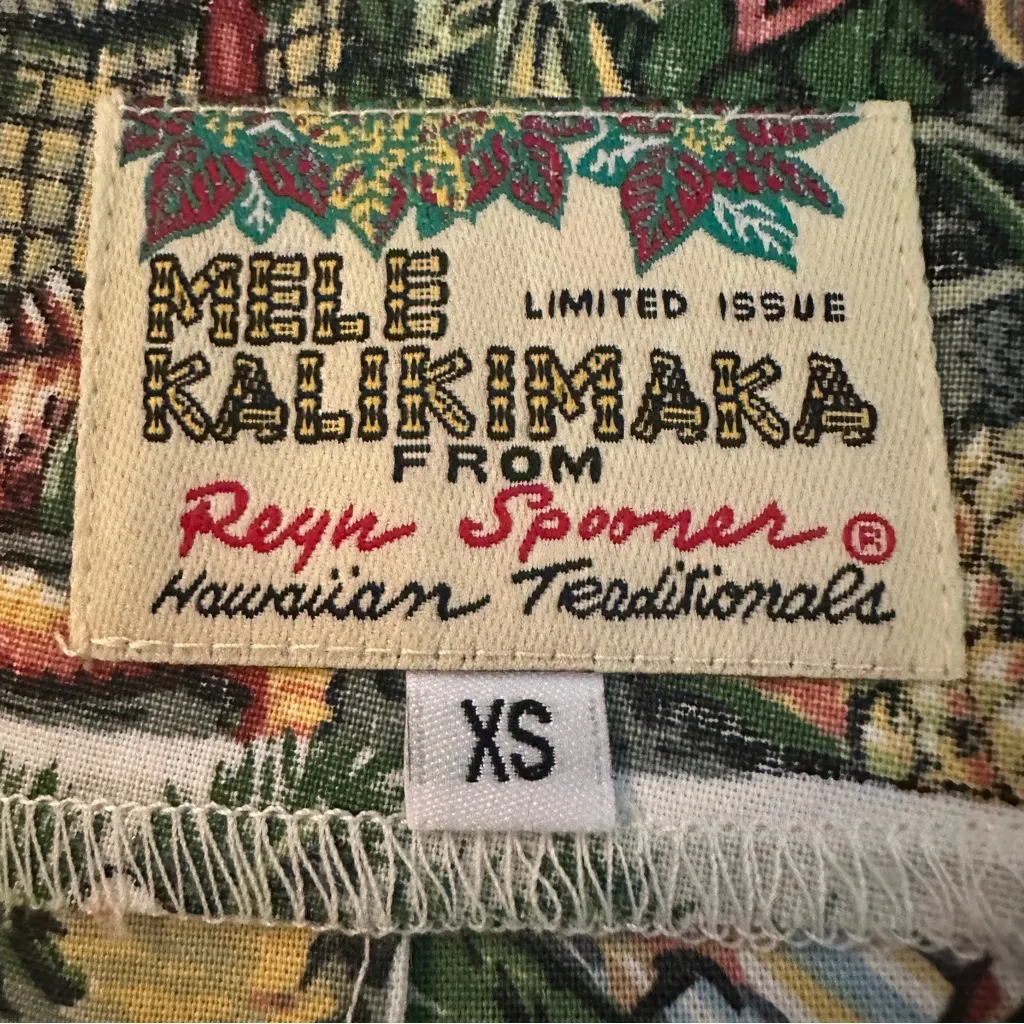 MELE
LIMITED ISSUE
KALIKIMAKA
FROM
Reyn Spooner ®
Hawaiian Traditionals
XS